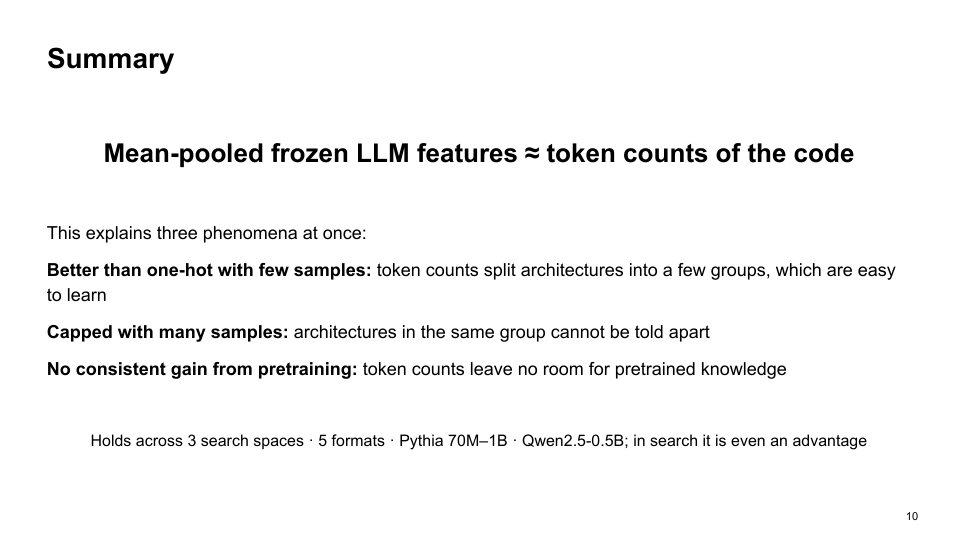 Summary
Mean-pooled frozen LLM features ≈ token counts of the code
This explains three phenomena at once:
Better than one-hot with few samples: token counts split architectures into a few groups, which are easy
to learn
Capped with many samples: architectures in the same group cannot be told apart
No consistent gain from pretraining: token counts leave no room for pretrained knowledge
Holds across 3 search spaces · 5 formats · Pythia 70M–1B · Qwen2.5-0.5B; in search it is even an advantage
10